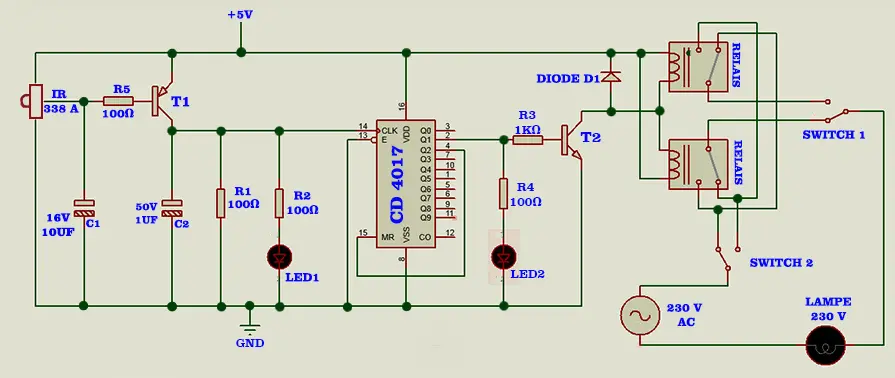 +5V
IR
338 A
R5
100Ω
T1
16V
10UF
C1
50V
1UF
C2
R1
100Ω
R2
100Ω
LED1
GND
14
13
15
CLK
E
MR
16
VDD
CD 4017
VSS
8
Q0
Q1
Q2
Q3
Q4
Q5
Q6
Q7
Q8
Q9
CO
3
2
4
7
10
1
5
6
9
11
12
R3
1KΩ
R4
100Ω
LED2
T2
DIODE D1
RELAIS
RELAIS
SWITCH 1
SWITCH 2
230 V
AC
LAMPE
230 V